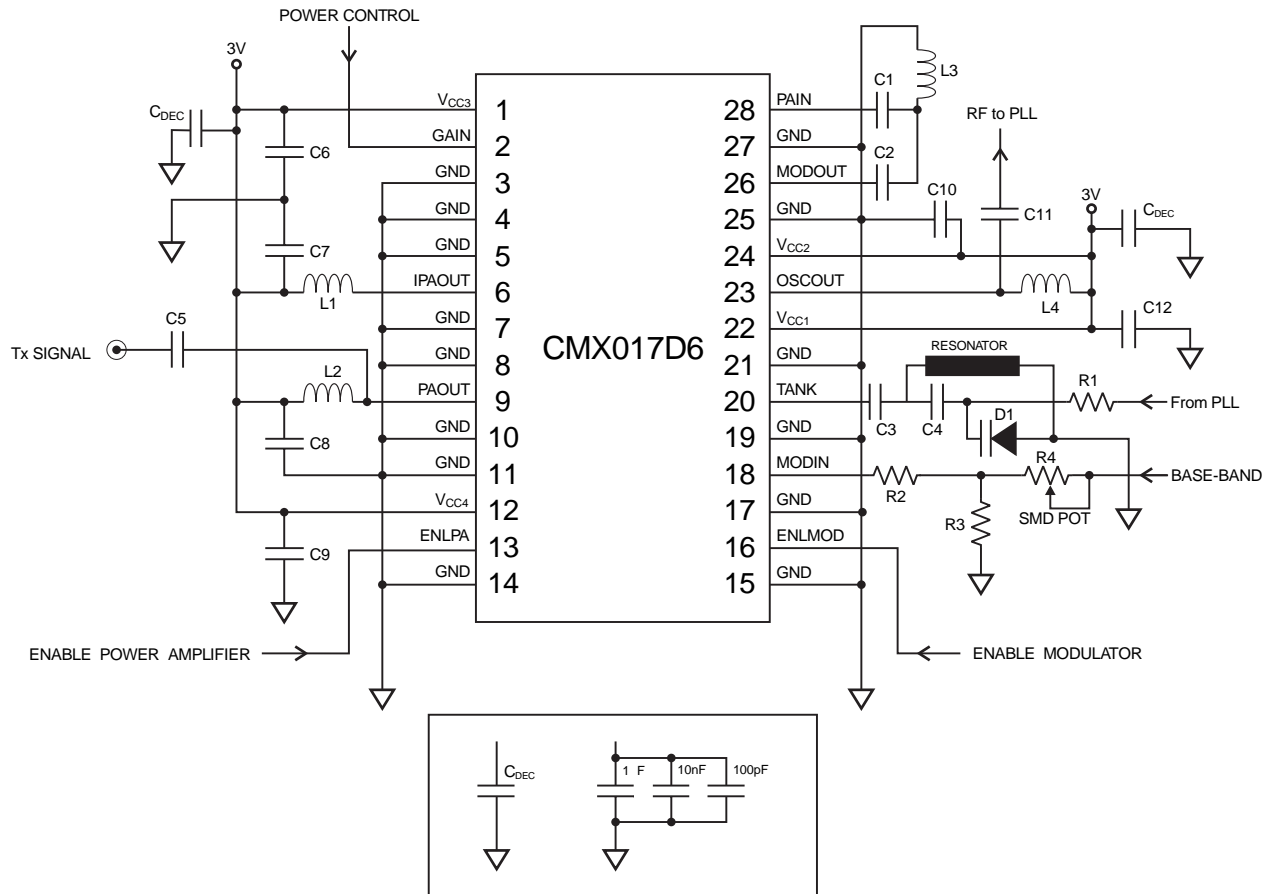 POWER CONTROL
3V
CDEC
C6
C7
L1
C5
Tx SIGNAL
L2
C8
C9
ENABLE POWER AMPLIFIER
VCC3 1
GAIN 2
GND 3
GND 4
GND 5
IPAOUT 6
GND 7
GND 8
PAOUT 9
GND 10
GND 11
VCC4 12
ENLPA 13
GND 14
CMX017D6
28 PAIN
27 GND
26 MODOUT
25 GND
24 VCC2
23 OSCOUT
22 VCC1
21 GND
20 TANK
19 GND
18 MODIN
17 GND
16 ENLMOD
15 GND
C1
L3
C2
RF to PLL
C10
C11
3V
CDEC
L4
C12
RESONATOR
R1
From PLL
C3
C4
D1
R4
BASE-BAND
R2
R3
SMD POT
ENABLE MODULATOR
CDEC
1 F
10nF
100pF